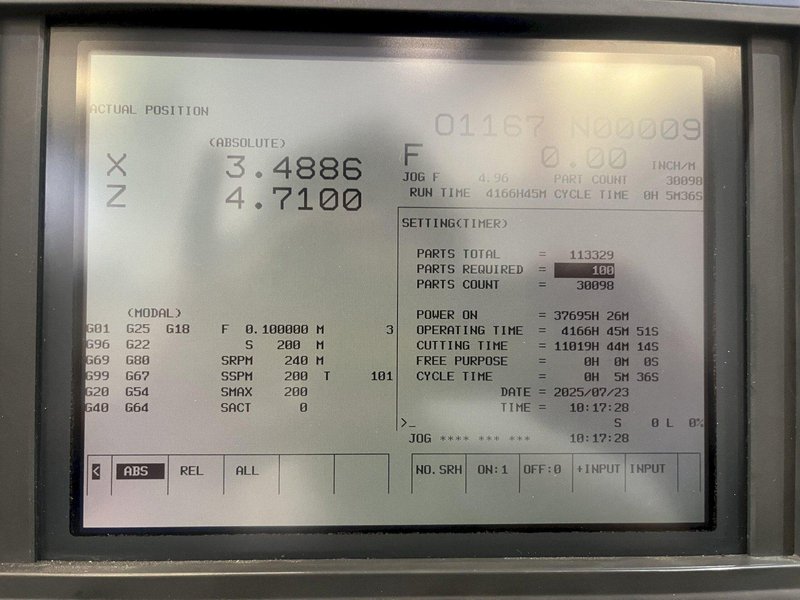 ACTUAL POSITION
O1167 N00009
(ABSOLUTE)
X 3.4886
Z 4.7100
F 0.00 INCH/M
JOG F 4.96 PART COUNT 30098
RUN TIME 4166H45M CYCLE TIME 0H 5M36S
SETTING(TIMER)
PARTS TOTAL = 113329
PARTS REQUIRED = 100
PARTS COUNT = 30098
POWER ON = 37695H 26M
OPERATING TIME = 4166H 45M 51S
CUTTING TIME = 11019H 44M 14S
FREE PURPOSE = 0H 0M 0S
CYCLE TIME = 0H 5M 36S
DATE = 2025/07/23
TIME = 10:17:28
>_
S 0 L 0%
JOG **** *** *** 10:17:28
(MODAL)
G01 G25 G18 F 0.100000 M 3
G96 G22 S 200 M
G69 G80 SRPM 240 M
G99 G67 SSPM 200 T 101
G20 G54 SMAX 200
G40 G64 SACT 0
< ABS REL ALL
NO.SRH ON:1 OFF:0 +INPUT INPUT